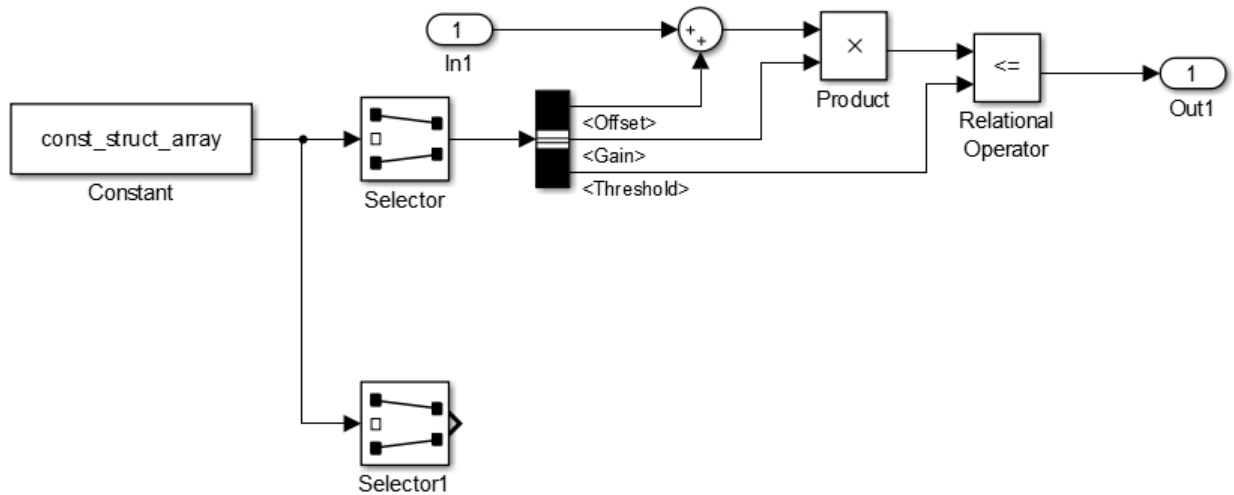 1
In1
+
+
×
Product
<=
Relational
Operator
1
Out1
const_struct_array
Constant
Selector
<Offset>
<Gain>
<Threshold>
Selector1